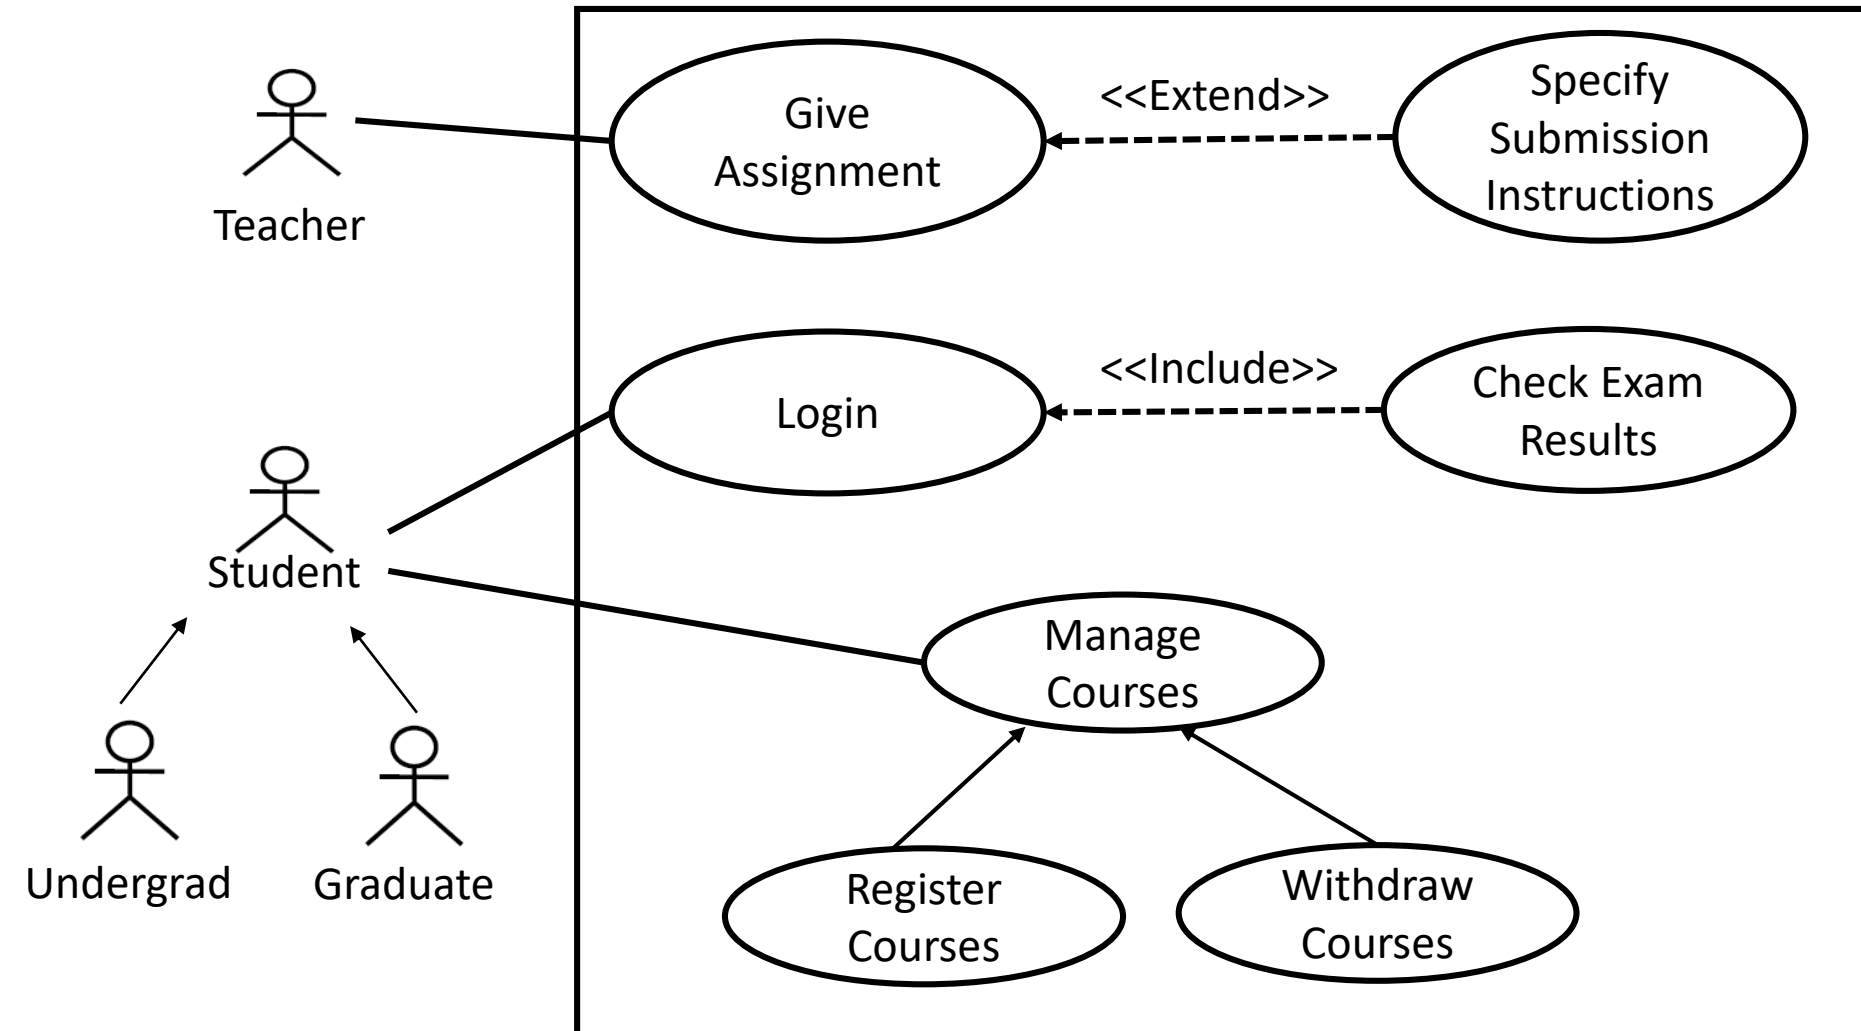 Teacher
Give
Assignment
<<Extend>>
Specify
Submission
Instructions
Login
<<Include>>
Check Exam
Results
Student
Manage
Courses
Undergrad
Graduate
Register
Courses
Withdraw
Courses